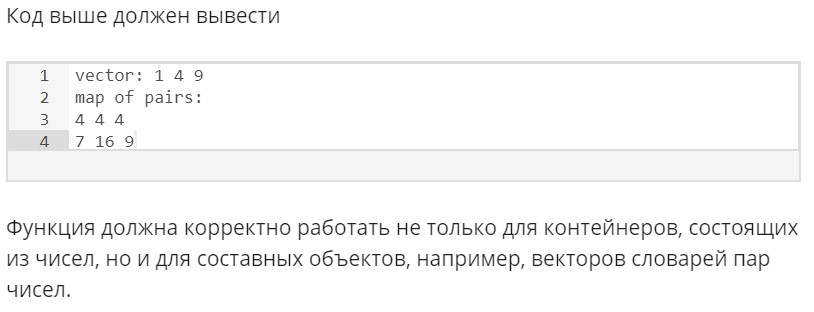 Код выше должен вывести
1 vector: 1 4 9
2 map of pairs:
3 4 4 4
4 7 16 9
Функция должна корректно работать не только для контейнеров, состоящих
из чисел, но и для составных объектов, например, векторов словарей пар
чисел.